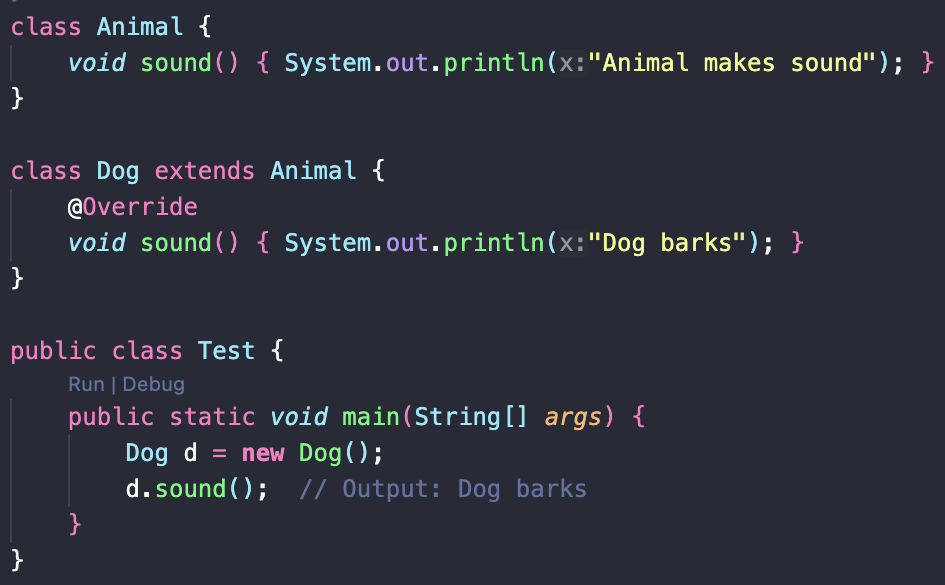 class Animal {
    void sound() { System.out.println(x:"Animal makes sound"); }
}

class Dog extends Animal {
    @Override
    void sound() { System.out.println(x:"Dog barks"); }
}

public class Test {
    Run | Debug
    public static void main(String[] args) {
        Dog d = new Dog();
        d.sound();  // Output: Dog barks
    }
}